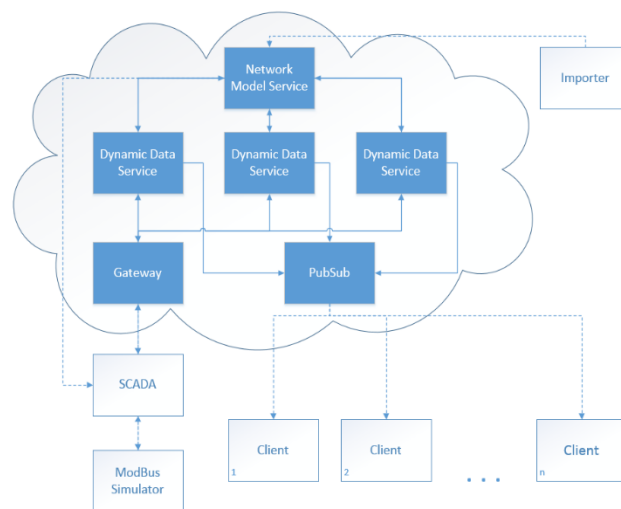 Network
Model Service
Importer
Dynamic Data
Service
Dynamic Data
Service
Dynamic Data
Service
Gateway
PubSub
SCADA
ModBus
Simulator
Client
1
Client
2
. . .
Client
n